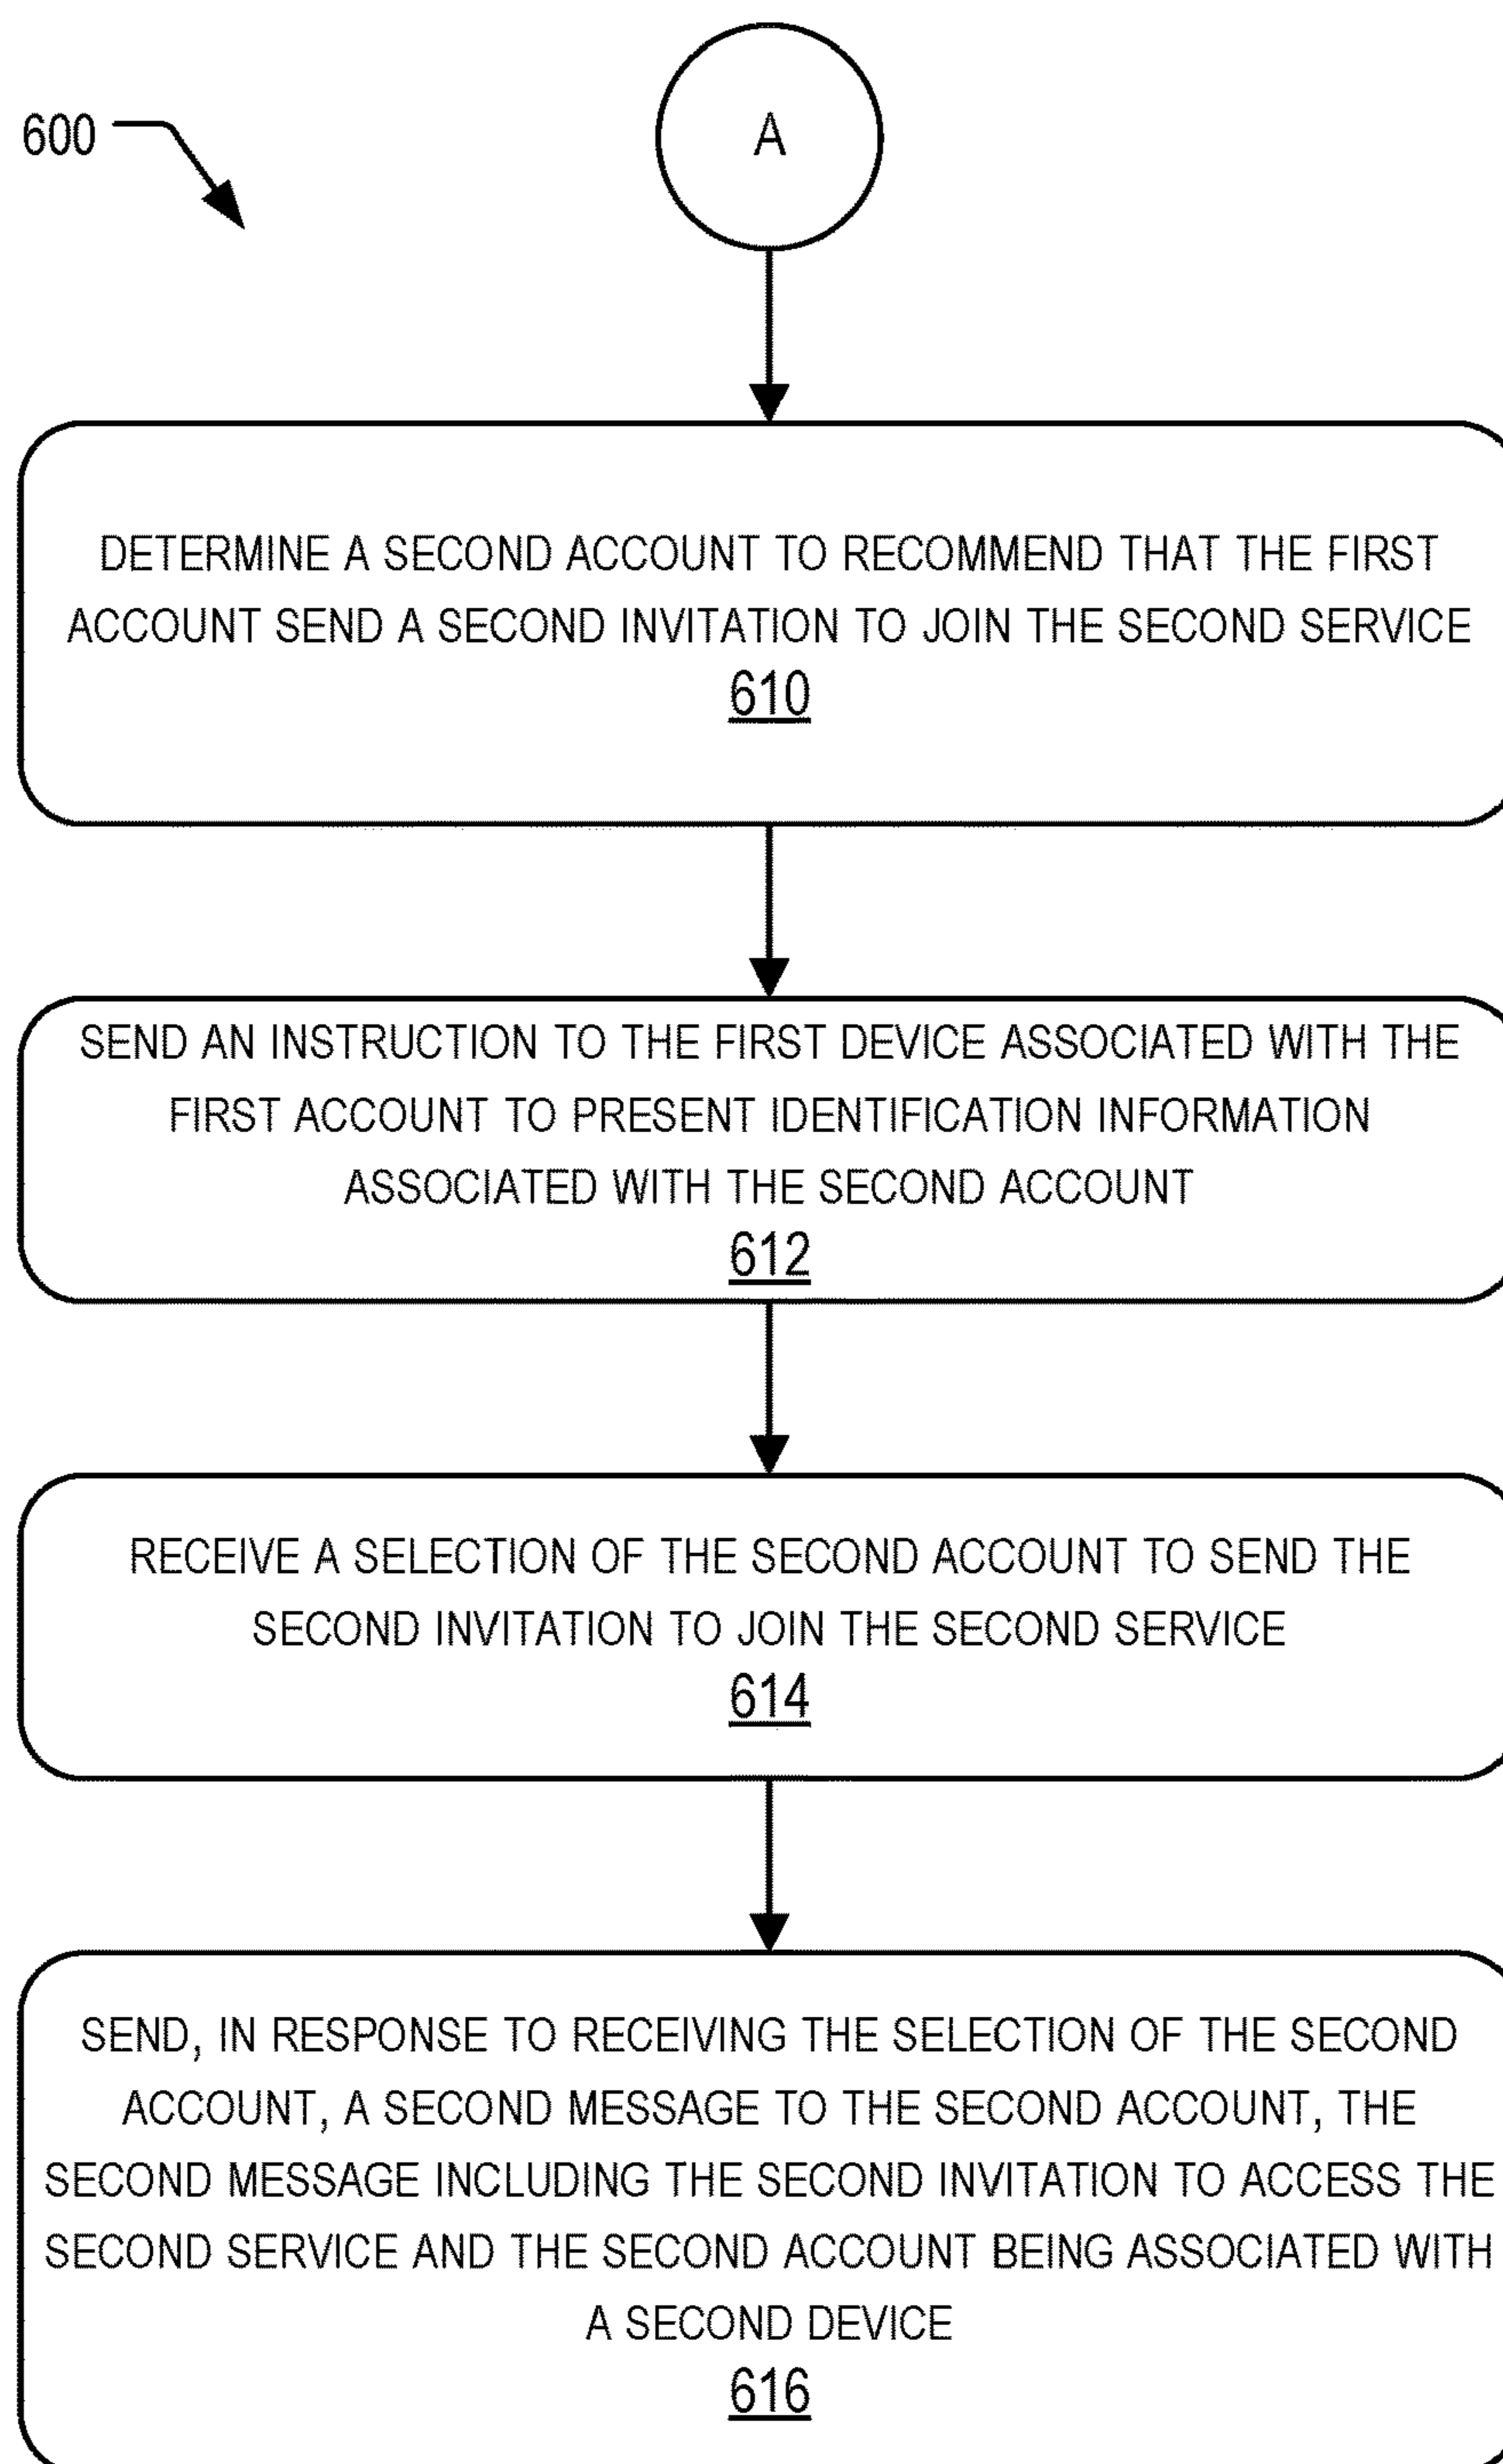 A
600
DETERMINE A SECOND ACCOUNT TO RECOMMEND THAT THE FIRST
ACCOUNT SEND A SECOND INVITATION TO JOIN THE SECOND SERVICE
610
SEND AN INSTRUCTION TO THE FIRST DEVICE ASSOCIATED WITH THE
FIRST ACCOUNT TO PRESENT IDENTIFICATION INFORMATION
ASSOCIATED WITH THE SECOND ACCOUNT
612
RECEIVE A SELECTION OF THE SECOND ACCOUNT TO SEND THE
SECOND INVITATION TO JOIN THE SECOND SERVICE
614
SEND, IN RESPONSE TO RECEIVING THE SELECTION OF THE SECOND
ACCOUNT, A SECOND MESSAGE TO THE SECOND ACCOUNT, THE
SECOND MESSAGE INCLUDING THE SECOND INVITATION TO ACCESS THE
SECOND SERVICE AND THE SECOND ACCOUNT BEING ASSOCIATED WITH
A SECOND DEVICE
616